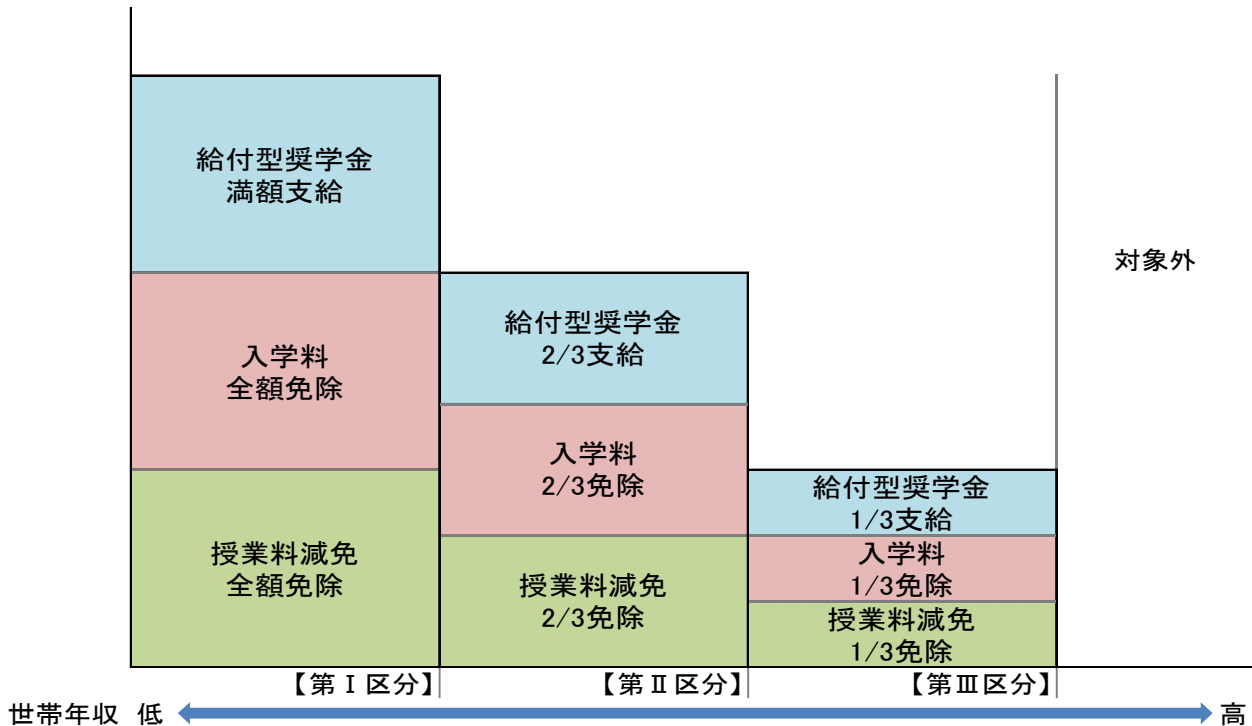 給付型奨学金
満額支給
入学料
全額免除
授業料減免
全額免除
給付型奨学金
2/3支給
入学料
2/3免除
授業料減免
2/3免除
給付型奨学金
1/3支給
入学料
1/3免除
授業料減免
1/3免除
対象外
【第Ⅰ区分】
【第Ⅱ区分】
【第Ⅲ区分】
世帯年収 低
高